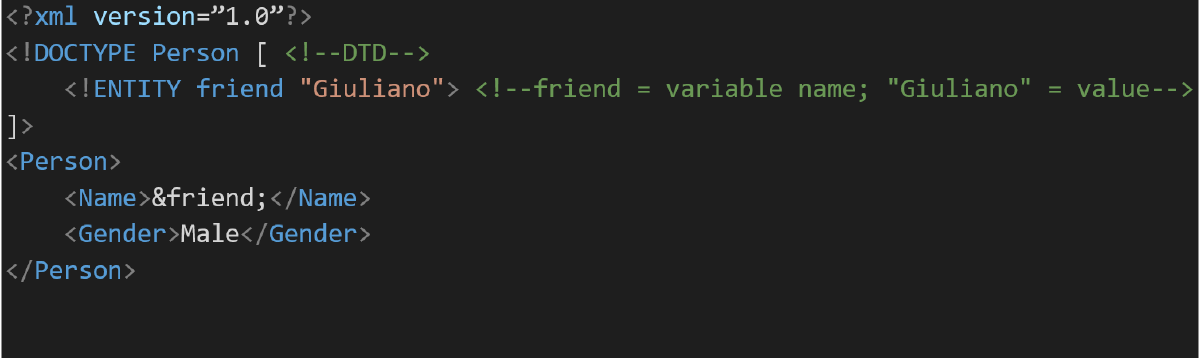 <?xml version=”1.0”?>
<!DOCTYPE Person [ <!--DTD-->
    <!ENTITY friend "Giuliano"> <!--friend = variable name; "Giuliano" = value-->
]>
<Person>
    <Name>&friend;</Name>
    <Gender>Male</Gender>
</Person>